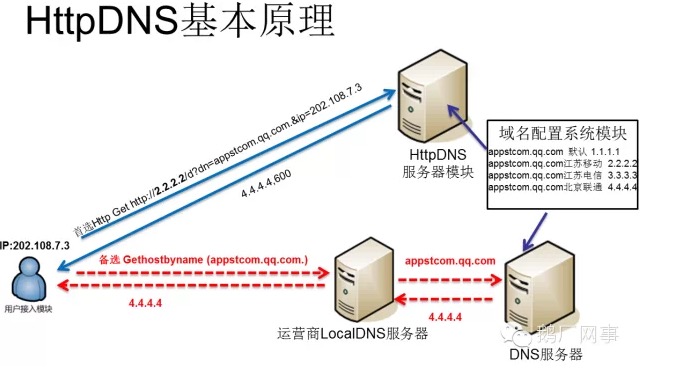 HttpDNS基本原理
首选Http Get http://2.2.2.2/d?dn=appstcom.qq.com.&ip=202.108.7.3
4.4.4.4,600
HttpDNS
服务器模块
域名配置系统模块
appstcom.qq.com 默认 1.1.1.1
appstcom.qq.com江苏移动 2.2.2.2
appstcom.qq.com江苏电信 3.3.3.3
appstcom.qq.com北京联通 4.4.4.4
IP:202.108.7.3
用户接入模块
备选 Gethostbyname (appstcom.qq.com.)
4.4.4.4
运营商LocalDNS服务器
appstcom.qq.com
4.4.4.4
DNS服务器
鹅厂网事